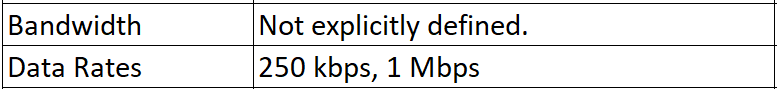 Bandwidth Not explicitly defined.
Data Rates 250 kbps, 1 Mbps